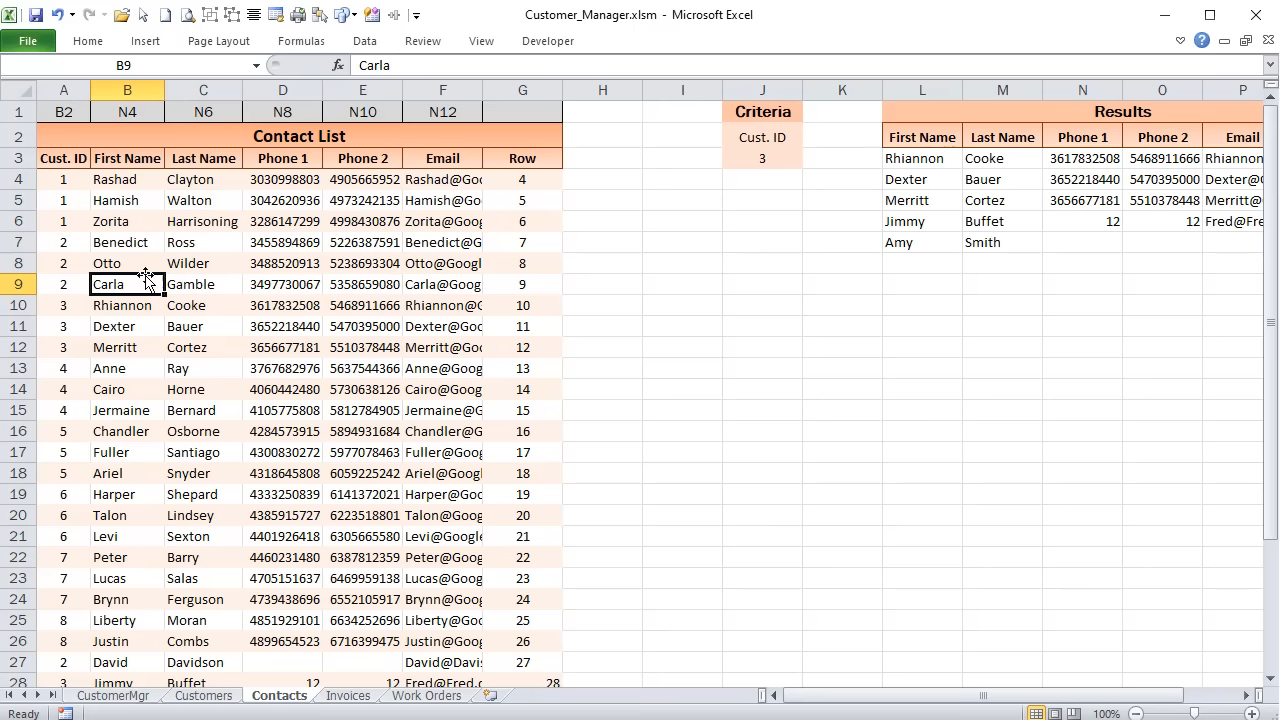 Customer_Manager.xlsm - Microsoft Excel
File Home Insert Page Layout Formulas Data Review View Developer
B9 fx Carla
A B C D E F G H I J K L M N O P
1 B2 N4 N6 N8 N10 N12 Criteria Results
2 Contact List Cust. ID First Name Last Name Phone 1 Phone 2 Email
3 Cust. ID First Name Last Name Phone 1 Phone 2 Email Row 3 Rhiannon Cooke 3617832508 5468911666 Rhiannon
4 1 Rashad Clayton 3030998803 4905665952 Rashad@Goo 4 Dexter Bauer 3652218440 5470395000 Dexter@G
5 1 Hamish Walton 3042620936 4973242135 Hamish@Go 5 Merritt Cortez 3656677181 5510378448 Merritt@G
6 1 Zorita Harrisoning 3286147299 4998430876 Zorita@Goog 6 Jimmy Buffet 12 12 Fred@Fre
7 2 Benedict Ross 3455894869 5226387591 Benedict@G 7 Amy Smith
8 2 Otto Wilder 3488520913 5238693304 Otto@Googl 8
9 2 Carla Gamble 3497730067 5358659080 Carla@Goog 9
10 3 Rhiannon Cooke 3617832508 5468911666 Rhiannon@G 10
11 3 Dexter Bauer 3652218440 5470395000 Dexter@Goo 11
12 3 Merritt Cortez 3656677181 5510378448 Merritt@Go 12
13 4 Anne Ray 3767682976 5637544366 Anne@Goog 13
14 4 Cairo Horne 4060442480 5730638126 Cairo@Goog 14
15 4 Jermaine Bernard 4105775808 5812784905 Jermaine@G 15
16 5 Chandler Osborne 4284573915 5894931684 Chandler@G 16
17 5 Fuller Santiago 4300830272 5977078463 Fuller@Goog 17
18 5 Ariel Snyder 4318645808 6059225242 Ariel@Googl 18
19 6 Harper Shepard 4333250839 6141372021 Harper@Goo 19
20 6 Talon Lindsey 4385915727 6223518801 Talon@Goog 20
21 6 Levi Sexton 4401926418 6305665580 Levi@Google 21
22 7 Peter Barry 4460231480 6387812359 Peter@Goog 22
23 7 Lucas Salas 4705151637 6469959138 Lucas@Goog 23
24 7 Brynn Ferguson 4739438696 6552105917 Brynn@Goog 24
25 8 Liberty Moran 4851929101 6634252696 Liberty@Goo 25
26 8 Justin Combs 4899654523 6716399475 Justin@Goog 26
27 2 David Davidson David@Davi 27
28 3 Jimmy Buffet 12 12 Fred@Fred.c 28
CustomerMgr Customers Contacts Invoices Work Orders
Ready 100%